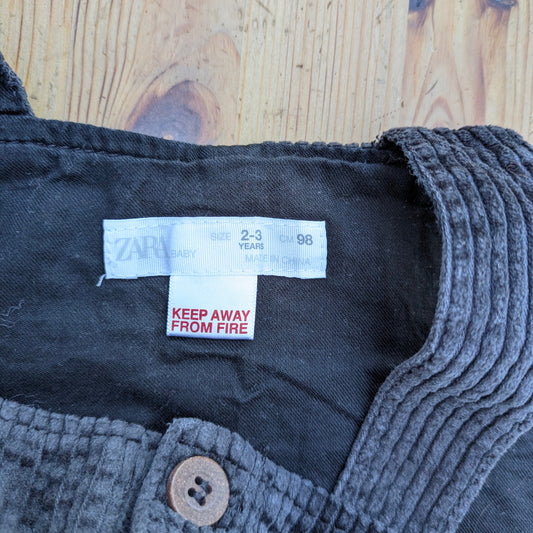 ZARA BABY SIZE 2-3 YEARS CM 98
MADE IN CHINA
KEEP AWAY
FROM FIRE